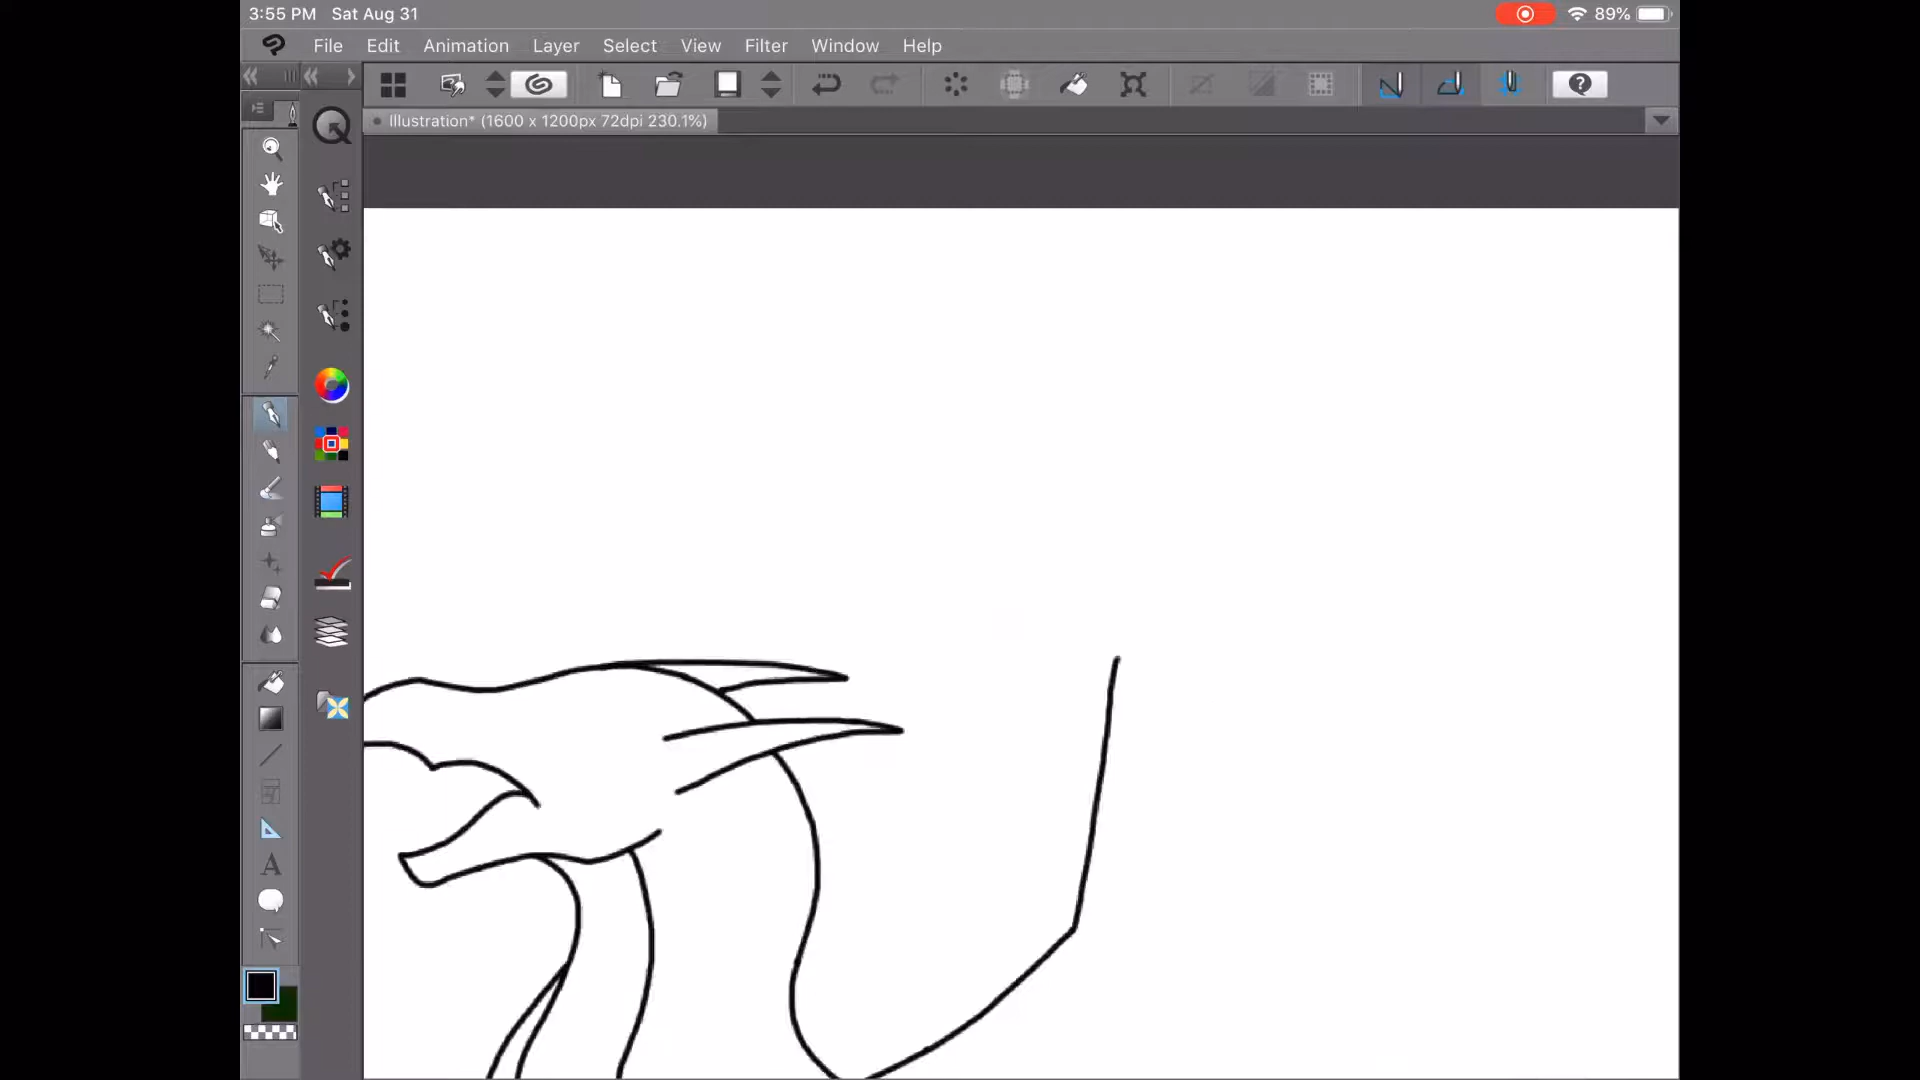 3:55 PM Sat Aug 31 89%
File Edit Animation Layer Select View Filter Window Help
Illustration* (1600 x 1200px 72dpi 230.1%)